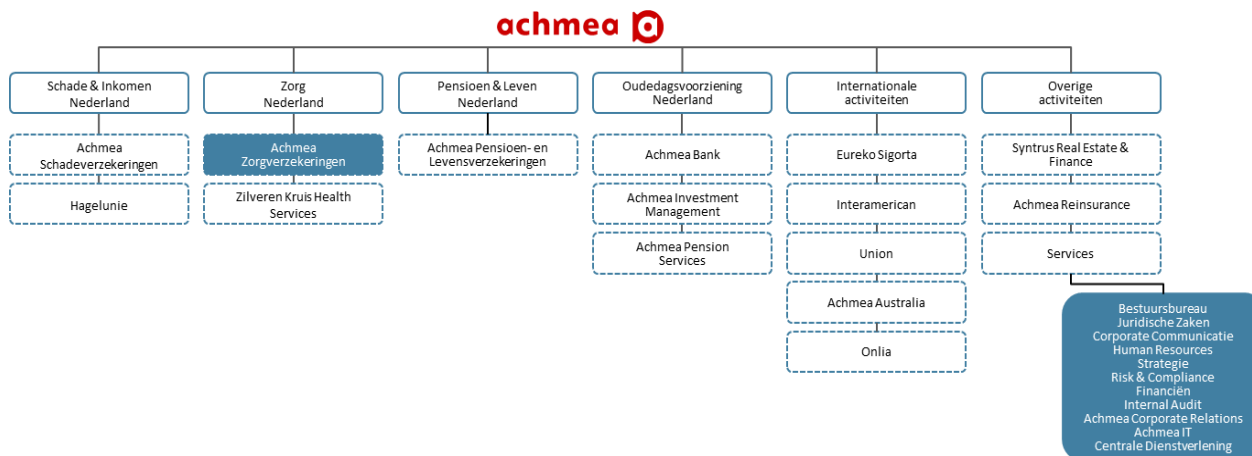 achmea
Schade & Inkomen
Nederland
Zorg
Nederland
Pensioen & Leven
Nederland
Oudedagsvoorziening
Nederland
Internationale
activiteiten
Overige
activiteiten
Achmea
Schadeverzekeringen
Hagelunie
Achmea
Zorgverzekeringen
Zilveren Kruis Health
Services
Achmea Pensioen- en
Levensverzekeringen
Achmea Bank
Achmea Investment
Management
Achmea Pension
Services
Eureko Sigorta
Interamerican
Union
Achmea Australia
Onlia
Syntrus Real Estate &
Finance
Achmea Reinsurance
Services
Bestuursbureau
Juridische Zaken
Corporate Communicatie
Human Resources
Strategie
Risk & Compliance
Financiën
Internal Audit
Achmea Corporate Relations
Achmea IT
Centrale Dienstverlening